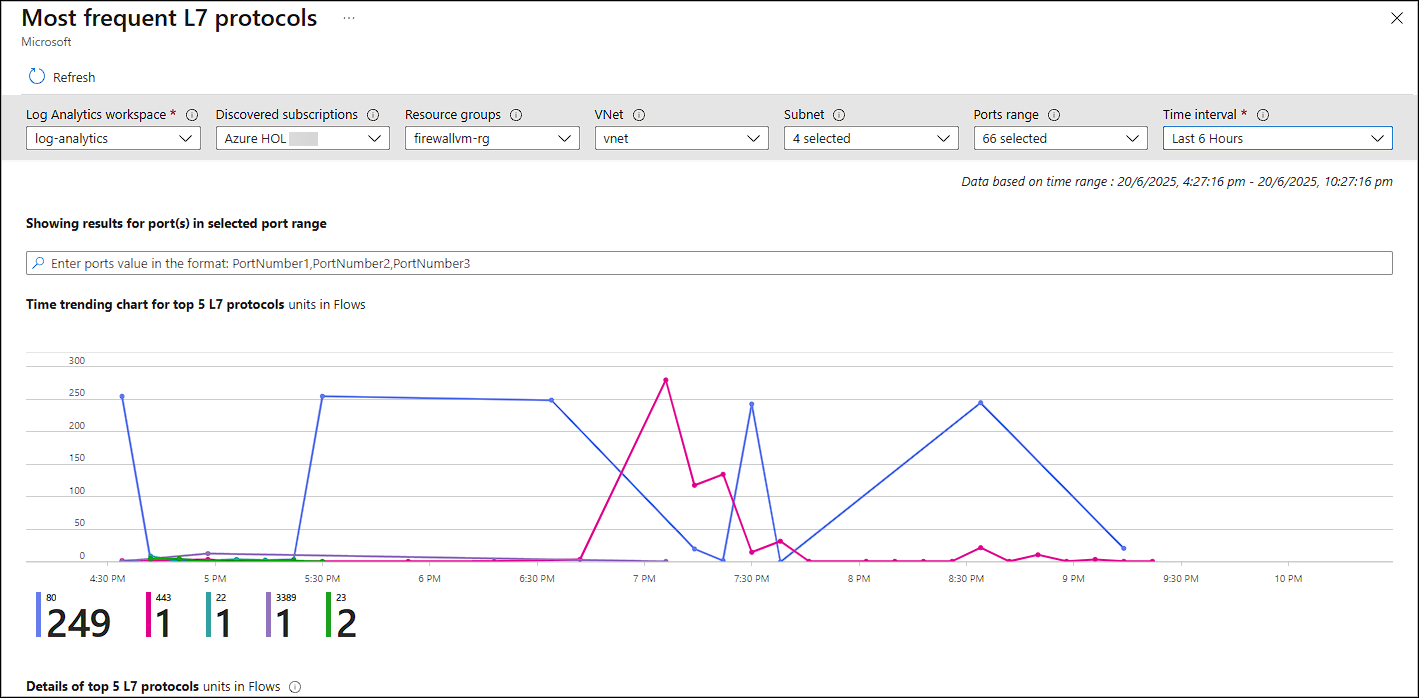 Most frequent L7 protocols ...
Microsoft
Refresh
Log Analytics workspace * Discovered subscriptions Resource groups VNet Subnet Ports range Time interval *
log-analytics Azure HOL firewallvm-rg vnet 4 selected 66 selected Last 6 Hours
Data based on time range : 20/6/2025, 4:27:16 pm - 20/6/2025, 10:27:16 pm
Showing results for port(s) in selected port range
Enter ports value in the format: PortNumber1,PortNumber2,PortNumber3
Time trending chart for top 5 L7 protocols units in Flows
300
250
200
150
100
50
0
4:30 PM 5 PM 5:30 PM 6 PM 6:30 PM 7 PM 7:30 PM 8 PM 8:30 PM 9 PM 9:30 PM 10 PM
80 443 22 3389 23
249 1 1 1 2
Details of top 5 L7 protocols units in Flows